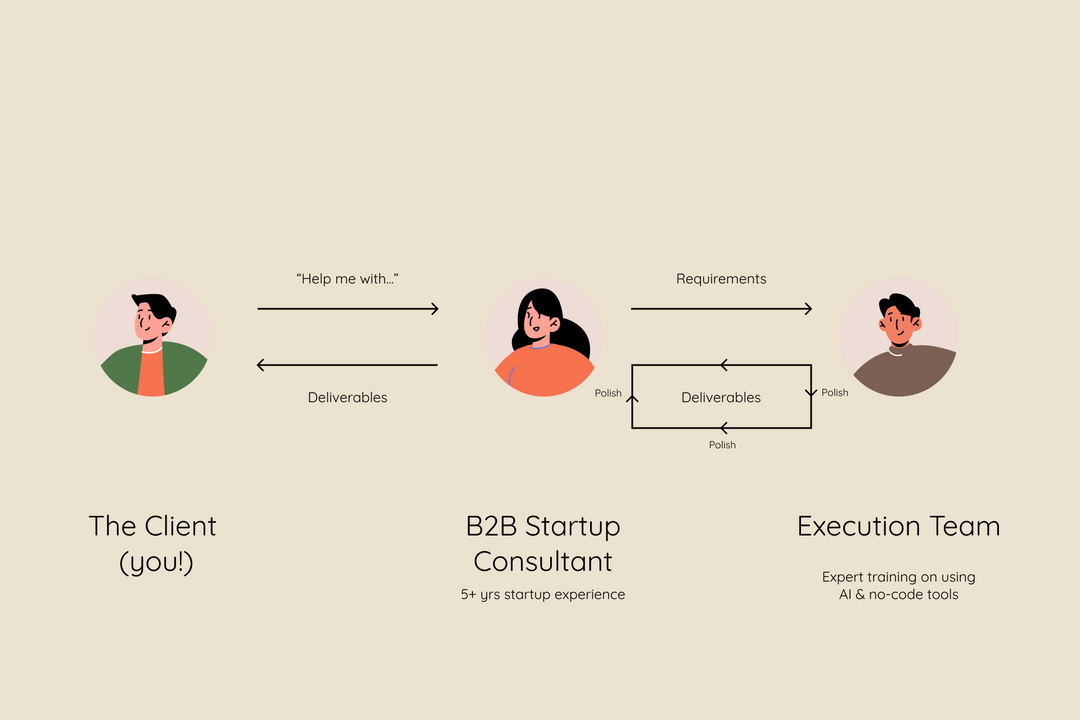 “Help me with...”
Requirements
Deliverables
Polish
Deliverables
Polish
Polish
The Client
(you!)
B2B Startup
Consultant
5+ yrs startup experience
Execution Team
Expert training on using
AI & no-code tools